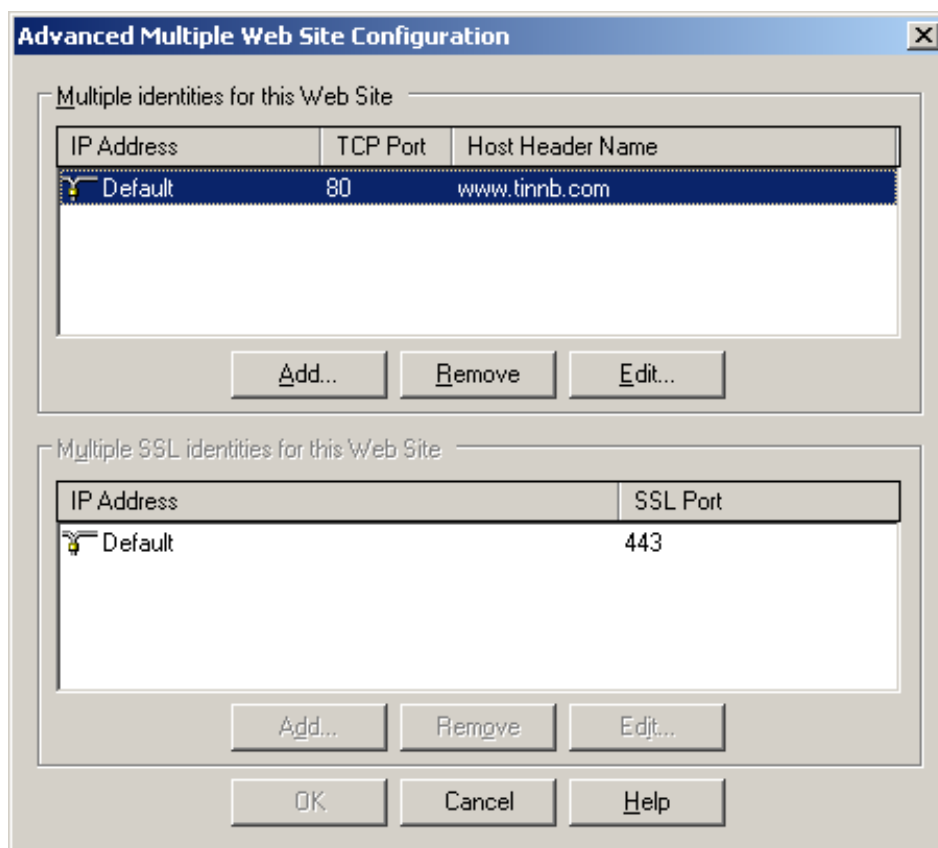 Advanced Multiple Web Site Configuration
Multiple identities for this Web Site
IP Address TCP Port Host Header Name
Default 80 www.tinnb.com
Add... Remove Edit...
Multiple SSL identities for this Web Site
IP Address SSL Port
Default 443
Add... Remove Edit...
OK Cancel Help